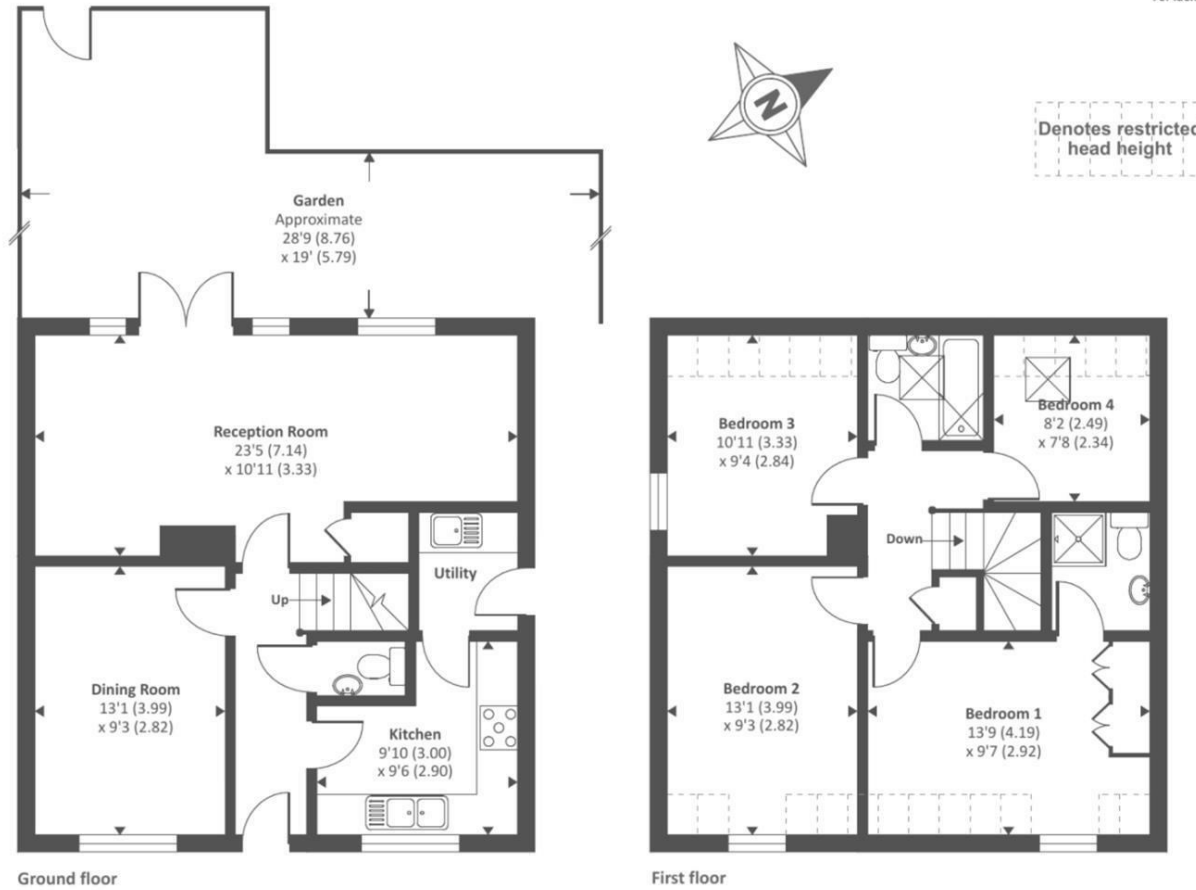 N
Denotes restricted
head height
Garden
Approximate
28'9 (8.76)
x 19' (5.79)
Reception Room
23'5 (7.14)
x 10'11 (3.33)
Utility
Up
Dining Room
13'1 (3.99)
x 9'3 (2.82)
Kitchen
9'10 (3.00)
x 9'6 (2.90)
Ground floor
Bedroom 3
10'11 (3.33)
x 9'4 (2.84)
Bedroom 4
8'2 (2.49)
x 7'8 (2.34)
Down
Bedroom 2
13'1 (3.99)
x 9'3 (2.82)
Bedroom 1
13'9 (4.19)
x 9'7 (2.92)
First floor